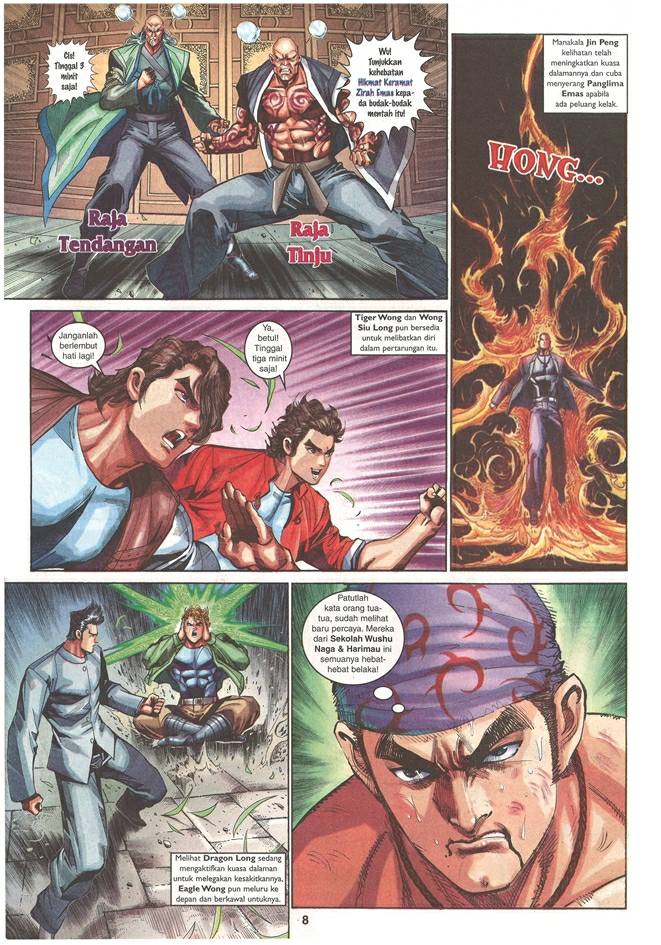 Cis!
Tinggal 3
minit
saja!
Wu!
Tunjukkan
kehebatan
Hikmat Keramat
Zirah Emas kepa-
da budak-budak
mentah itu!
Raja
Tendangan
Raja
Tinju
Manakala Jin Peng
kelihatan telah
meningkatkan kuasa
dalamannya dan cuba
menyerang Panglima
Emas apabila
ada peluang kelak.
HONG...
Janganlah
berlembut
hati lagi!
Ya,
betul!
Tinggal
tiga minit
saja!
Tiger Wong dan Wong
Siu Long pun bersedia
untuk melibatkan diri
dalam pertarungan itu.
Melihat Dragon Long sedang
mengaktifkan kuasa dalaman
untuk melegakan kesakitkannya,
Eagle Wong pun meluru ke
depan dan berkawal untuknya.
Patutlah
kata orang tua-
tua, sudah melihat
baru percaya. Mereka
dari Sekolah Wushu
Naga & Harimau ini
semuanya hebat-
hebat belaka!
8